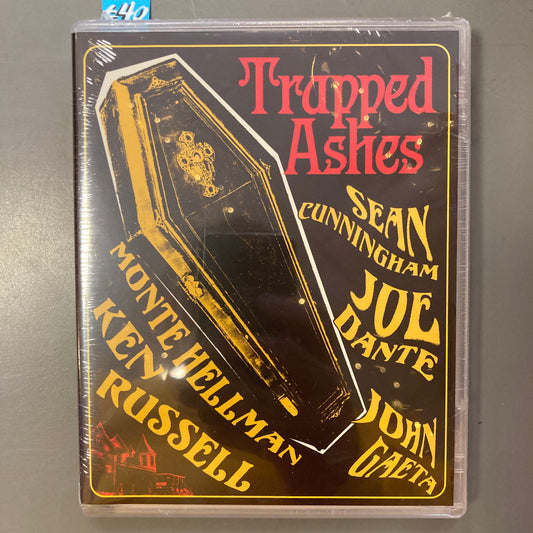 $40
Trapped
Ashes
SEAN
CUNNINGHAM
JOE
DANTE
JOHN
GAETA
MONTE HELLMAN
KEN
RUSSELL